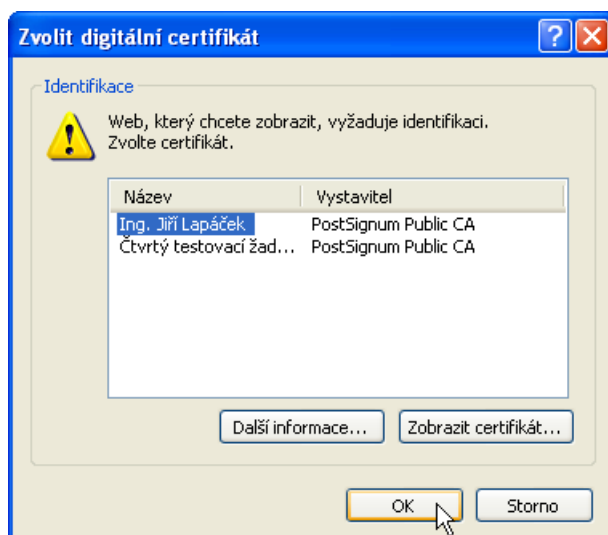 Zvolit digitální certifikát
Identifikace
Web, který chcete zobrazit, vyžaduje identifikaci.
Zvolte certifikát.
Název Vystavitel
Ing. Jiří Lapáček PostSignum Public CA
Čtvrtý testovací žad... PostSignum Public CA
Další informace... Zobrazit certifikát...
OK Storno